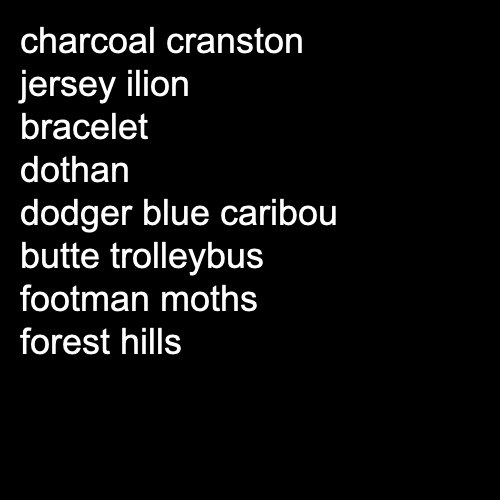 charcoal cranston
jersey ilion
bracelet
dothan
dodger blue caribou
butte trolleybus
footman moths
forest hills